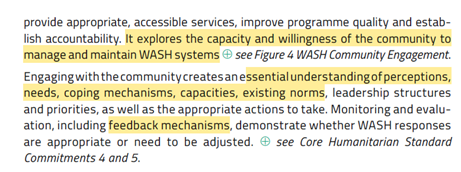 provide appropriate, accessible services, improve programme quality and estab-
lish accountability. It explores the capacity and willingness of the community to
manage and maintain WASH systems ⊕ see Figure 4 WASH Community Engagement.
Engaging with the community creates an essential understanding of perceptions,
needs, coping mechanisms, capacities, existing norms, leadership structures
and priorities, as well as the appropriate actions to take. Monitoring and evalu-
ation, including feedback mechanisms, demonstrate whether WASH responses
are appropriate or need to be adjusted. ⊕ see Core Humanitarian Standard
Commitments 4 and 5.